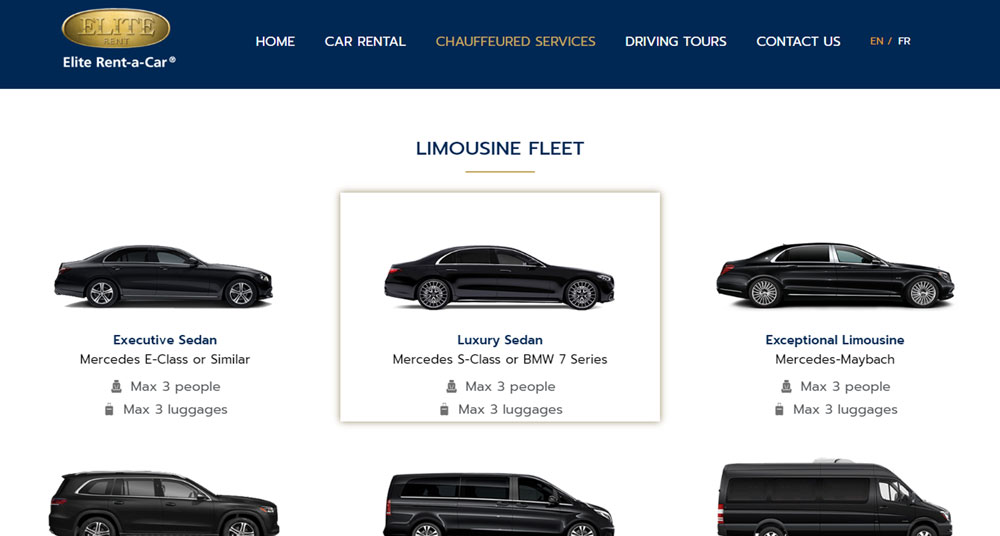 ELITE
RENT
Elite Rent-a-Car®
HOME
CAR RENTAL
CHAUFFEURED SERVICES
DRIVING TOURS
CONTACT US
EN / FR
LIMOUSINE FLEET
Executive Sedan
Mercedes E-Class or Similar
Max 3 people
Max 3 luggages
Luxury Sedan
Mercedes S-Class or BMW 7 Series
Max 3 people
Max 3 luggages
Exceptional Limousine
Mercedes-Maybach
Max 3 people
Max 3 luggages